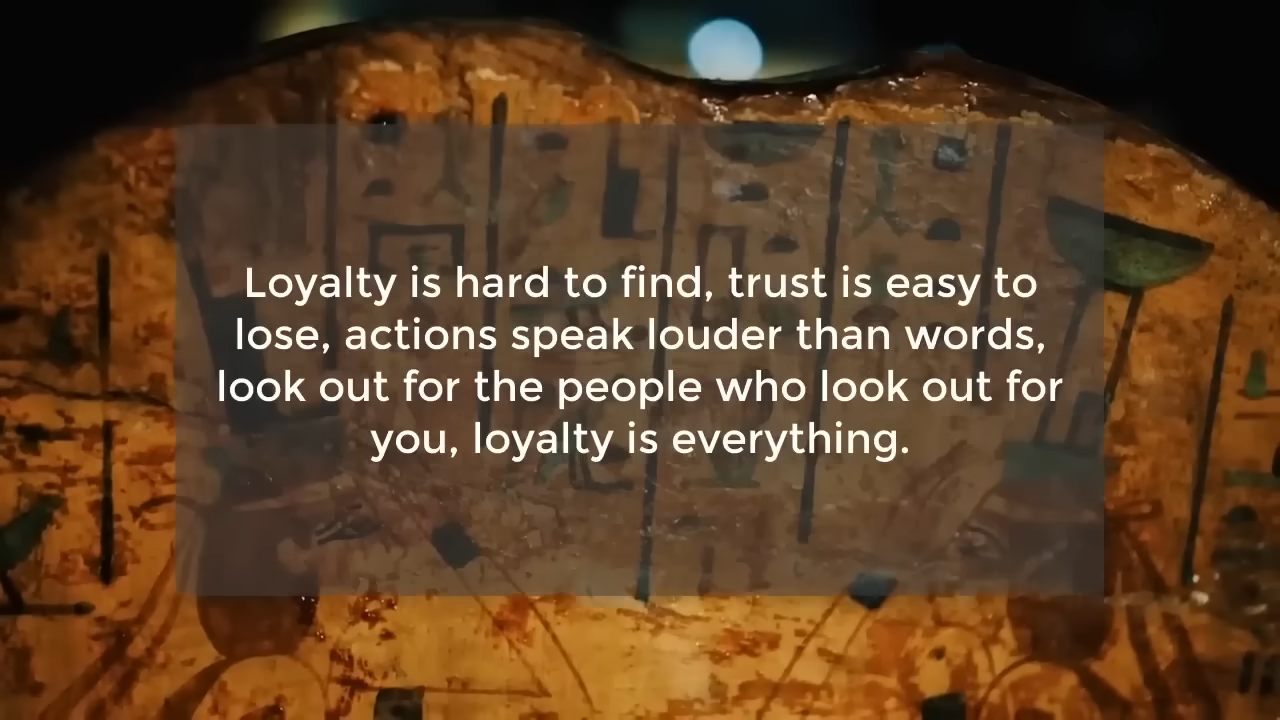 Loyalty is hard to find, trust is easy to
lose, actions speak louder than words,
look out for the people who look out for
you, loyalty is everything.